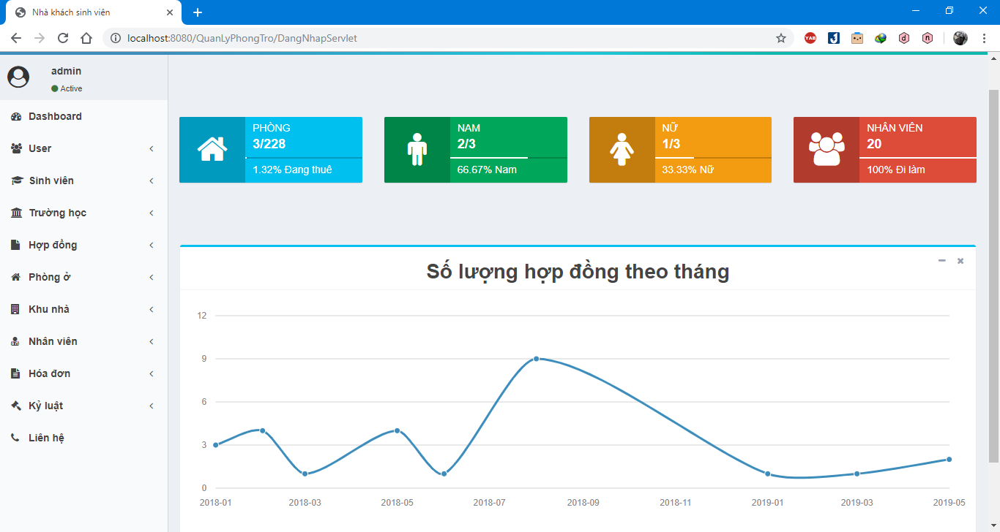 Nhà khách sinh viên
localhost:8080/QuanLyPhongTro/DangNhapServlet
YAB
J
d
n
admin
Active
Dashboard
User
Sinh viên
Trường học
Hợp đồng
Phòng ở
Khu nhà
Nhân viên
Hóa đơn
Kỷ luật
Liên hệ
PHÒNG
3/228
1.32% Đang thuê
NAM
2/3
66.67% Nam
NỮ
1/3
33.33% Nữ
NHÂN VIÊN
20
100% Đi làm
Số lượng hợp đồng theo tháng
12
9
6
3
0
2018-01 2018-03 2018-05 2018-07 2018-09 2018-11 2019-01 2019-03 2019-05